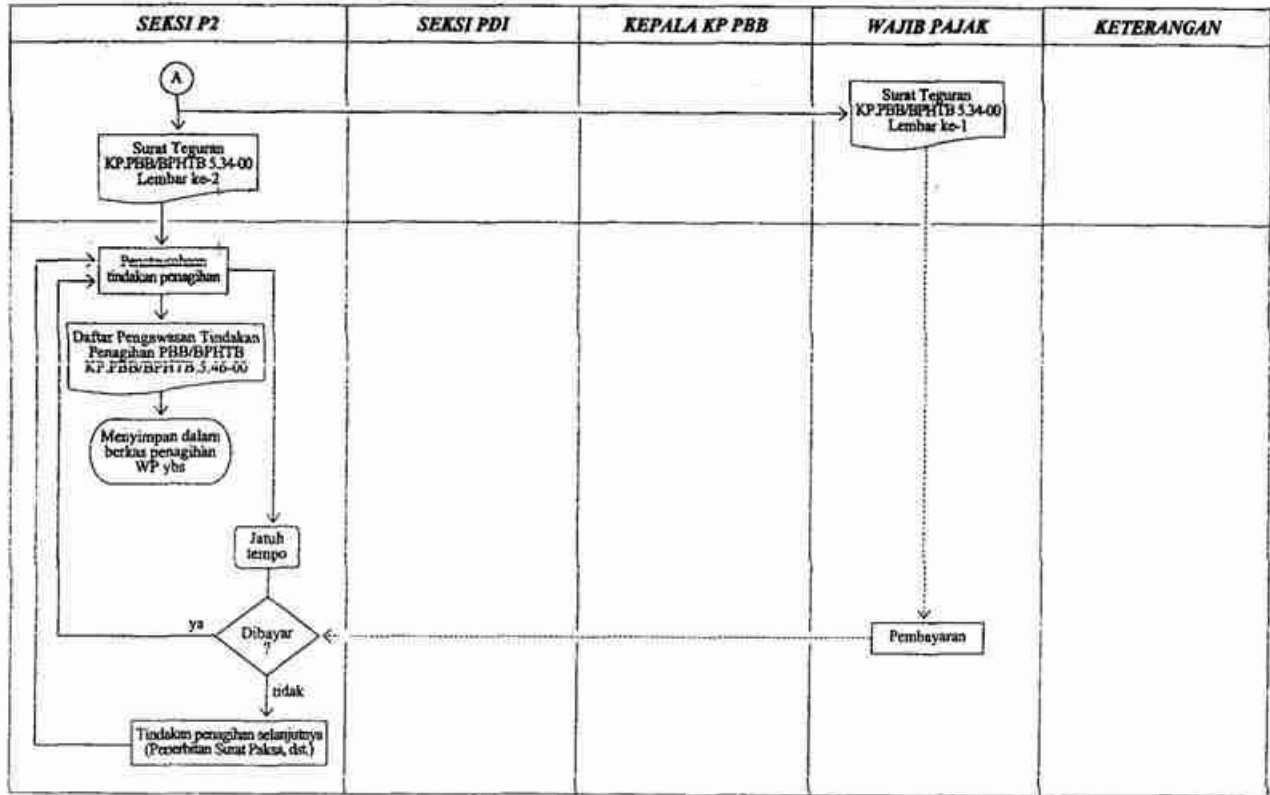 SEKSI P2
SEKSI PDI
KEPALA KP PBB
WAJIB PAJAK
KETERANGAN
A
Surat Teguran
KP.PBB/BPHTB 5.34-00
Lembar ke-1
Surat Teguran
KP.PBB/BPHTB 5.34-00
Lembar ke-2
Penatausahaan
tindakan penagihan
Daftar Pengawasan Tindakan
Penagihan PBB/BPHTB
KP.PBB/BPHTB.5.46-00
Menyimpan dalam
berkas penagihan
WP ybs
Jatuh
tempo
ya
Dibayar
?
Pembayaran
tidak
Tindakan penagihan selanjutnya
(Penerbitan Surat Paksa, dst.)